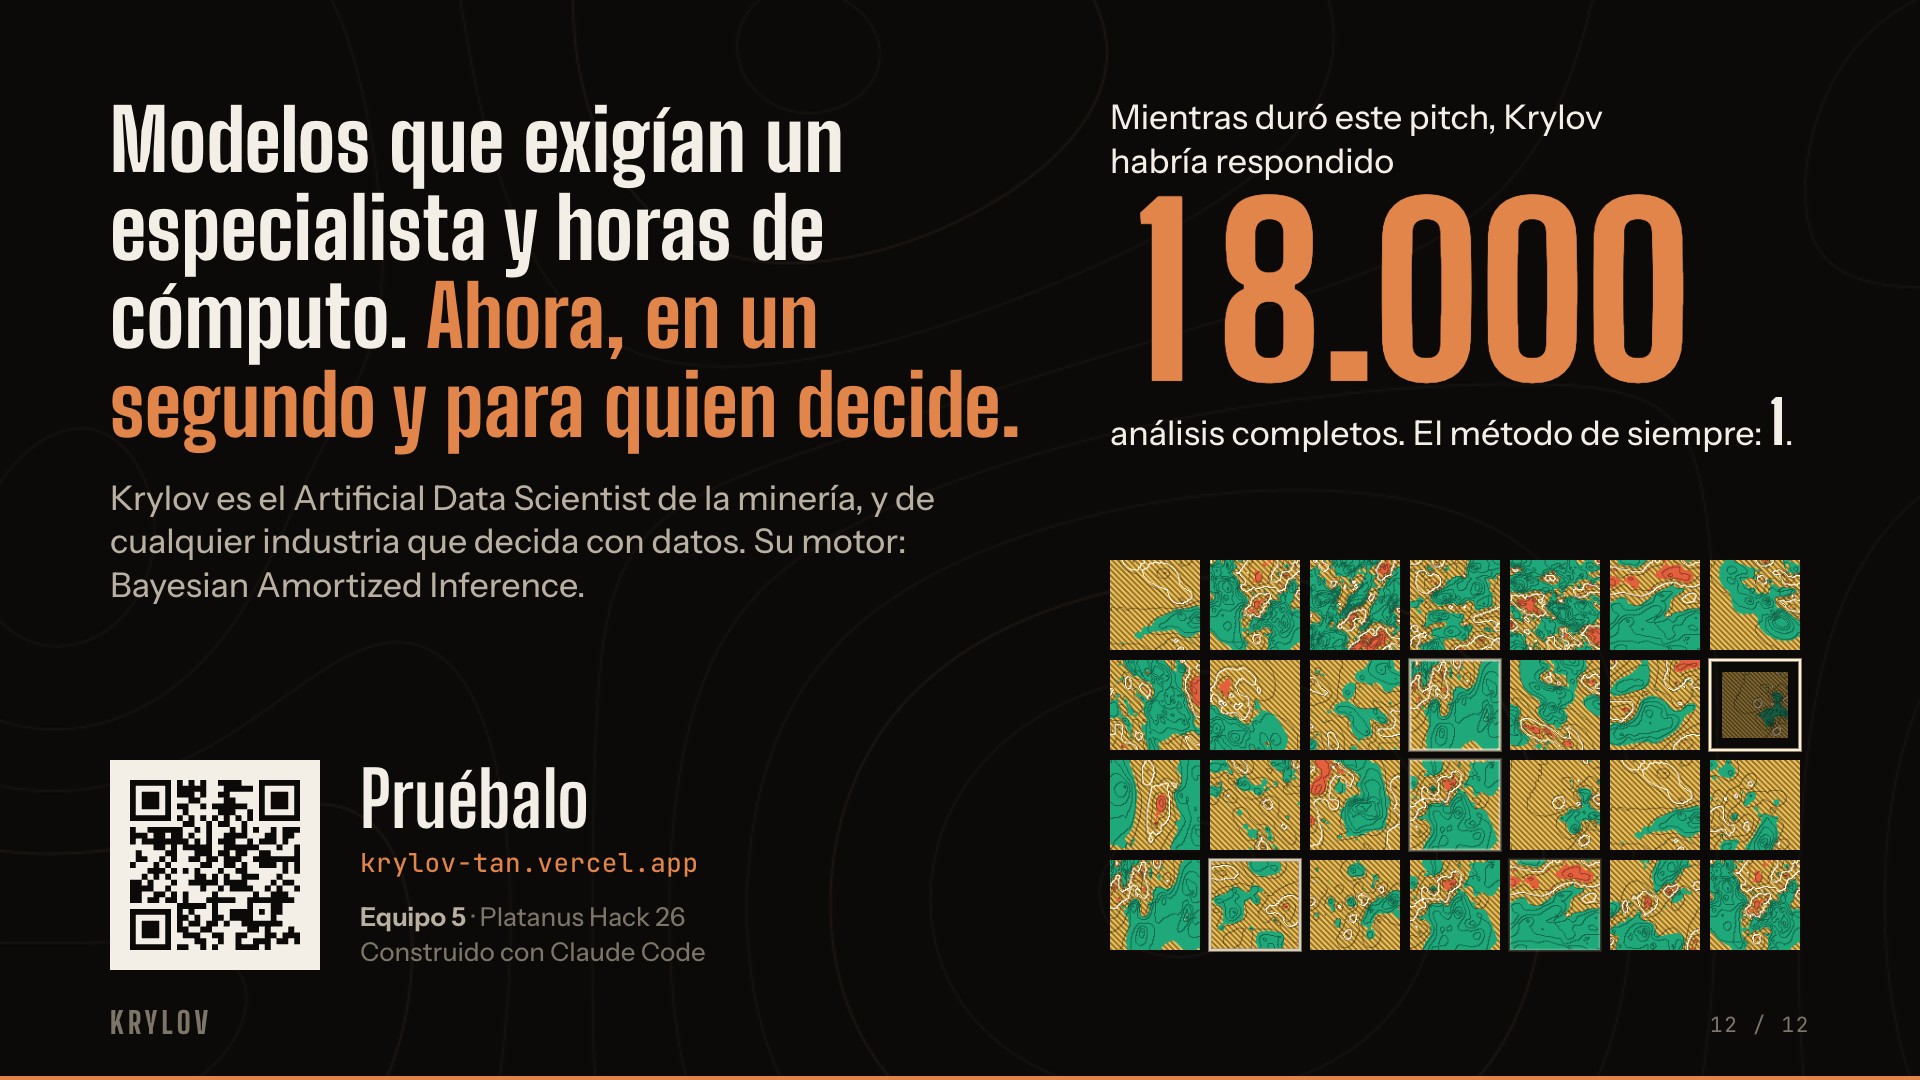 Modelos que exigían un
especialista y horas de
cómputo. Ahora, en un
segundo y para quien decide.
Krylov es el Artificial Data Scientist de la minería, y de
cualquier industria que decida con datos. Su motor:
Bayesian Amortized Inference.
Pruébalo
krylov-tan.vercel.app
Equipo 5 · Platanus Hack 26
Construido con Claude Code
Mientras duró este pitch, Krylov
habría respondido
18.000
análisis completos. El método de siempre: 1.
KRYLOV
12 / 12